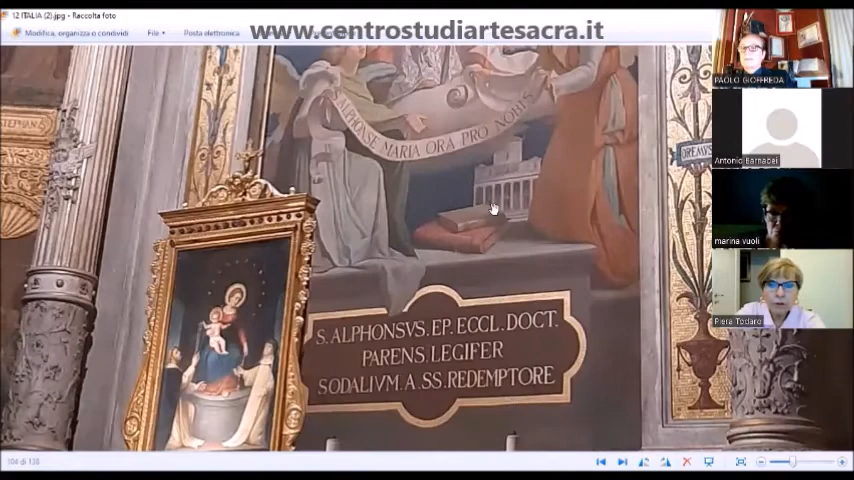 12 ITALIA (2).jpg - Raccolta foto
www.centrostudiartesacra.it
Modifica, organizza o condividi
File
Posta elettronica
PAOLO GIOFFREDA
Antonio Barnabei
marina vuoli
Piera Todaro
ALPHONSE MARIA ORA PRO NOBIS
OREMUS
S. ALPHONSVS. EP. ECCL. DOCT.
PARENS. LEGIFER
SODALIVM. A. SS. REDEMPTORE
104 di 138